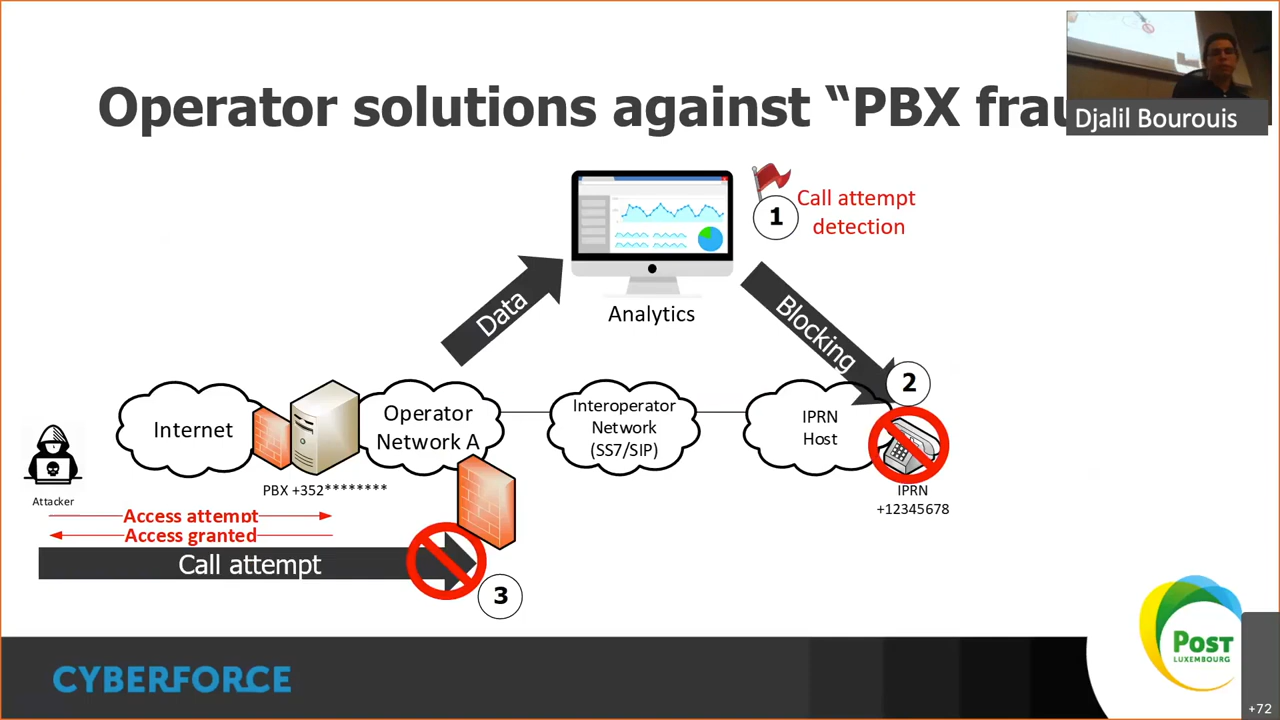 Operator solutions against “PBX frau
Djalil Bourouis
1
Call attempt
detection
Data
Analytics
Blocking
2
Internet
Operator
Network A
Interoperator
Network
(SS7/SIP)
IPRN
Host
Attacker
PBX +352********
IPRN
+12345678
Access attempt
Access granted
Call attempt
3
CYBERFORCE
POST
LUXEMBOURG
+72